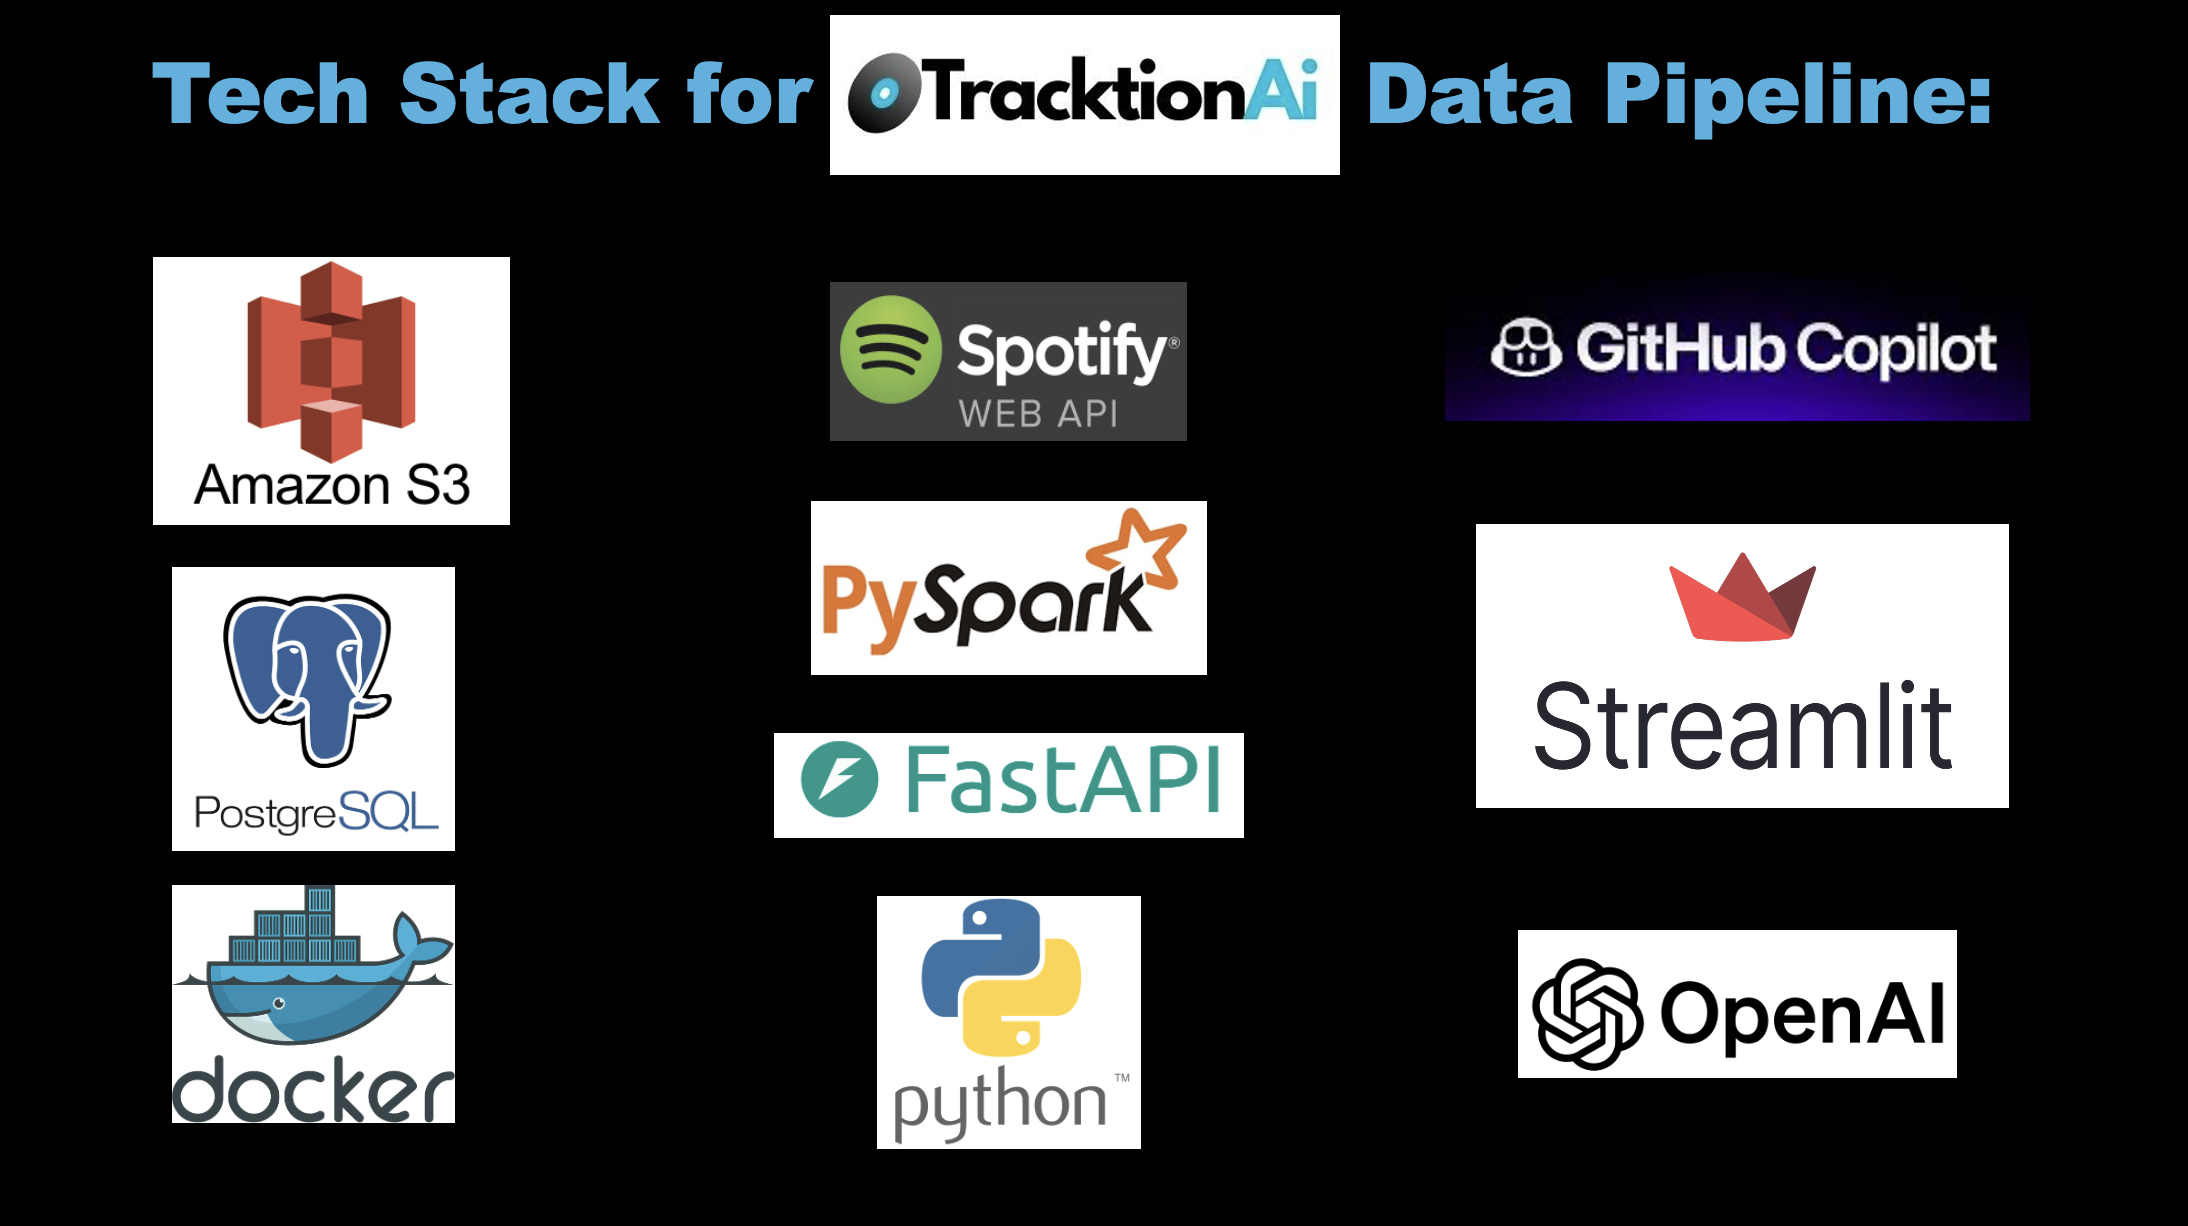 Tech Stack for TracktionAi Data Pipeline:
Amazon S3
PostgreSQL
docker
Spotify®
WEB API
PySpark
FastAPI
python™
GitHub Copilot
Streamlit
OpenAI